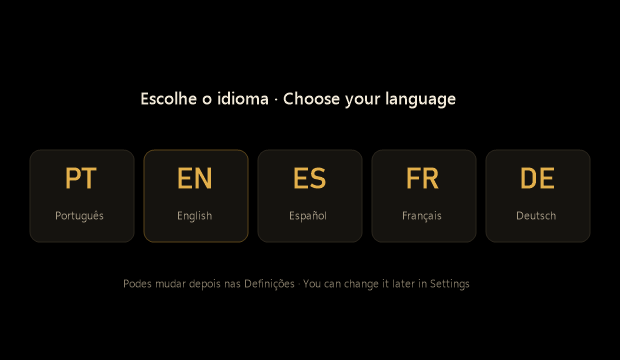 Escolhe o idioma · Choose your language
PT EN ES FR DE
Português English Español Français Deutsch
Podes mudar depois nas Definições · You can change it later in Settings